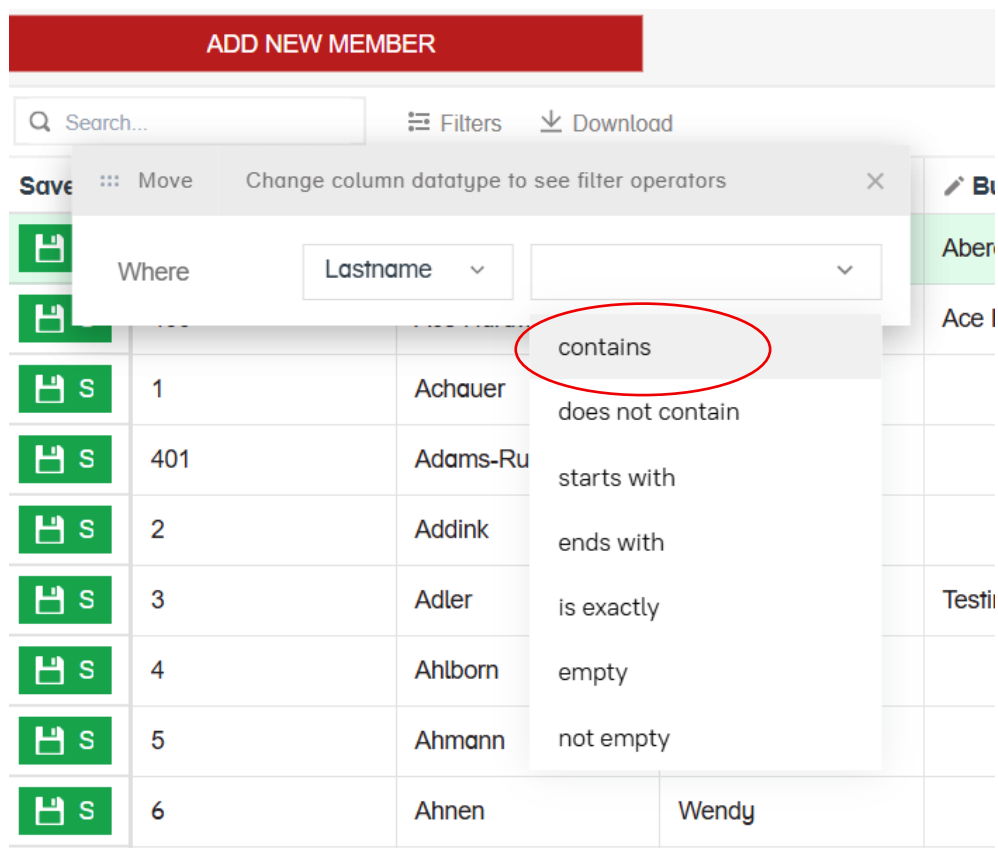 ADD NEW MEMBER
Search... Filters Download
Save Move Change column datatype to see filter operators
Where Lastname
Aber
Ace
contains
S 1 Achauer
does not contain
S 401 Adams-Ru
starts with
S 2 Addink
ends with
S 3 Adler Testi
is exactly
S 4 Ahlborn
empty
S 5 Ahmann
not empty
S 6 Ahnen Wendy